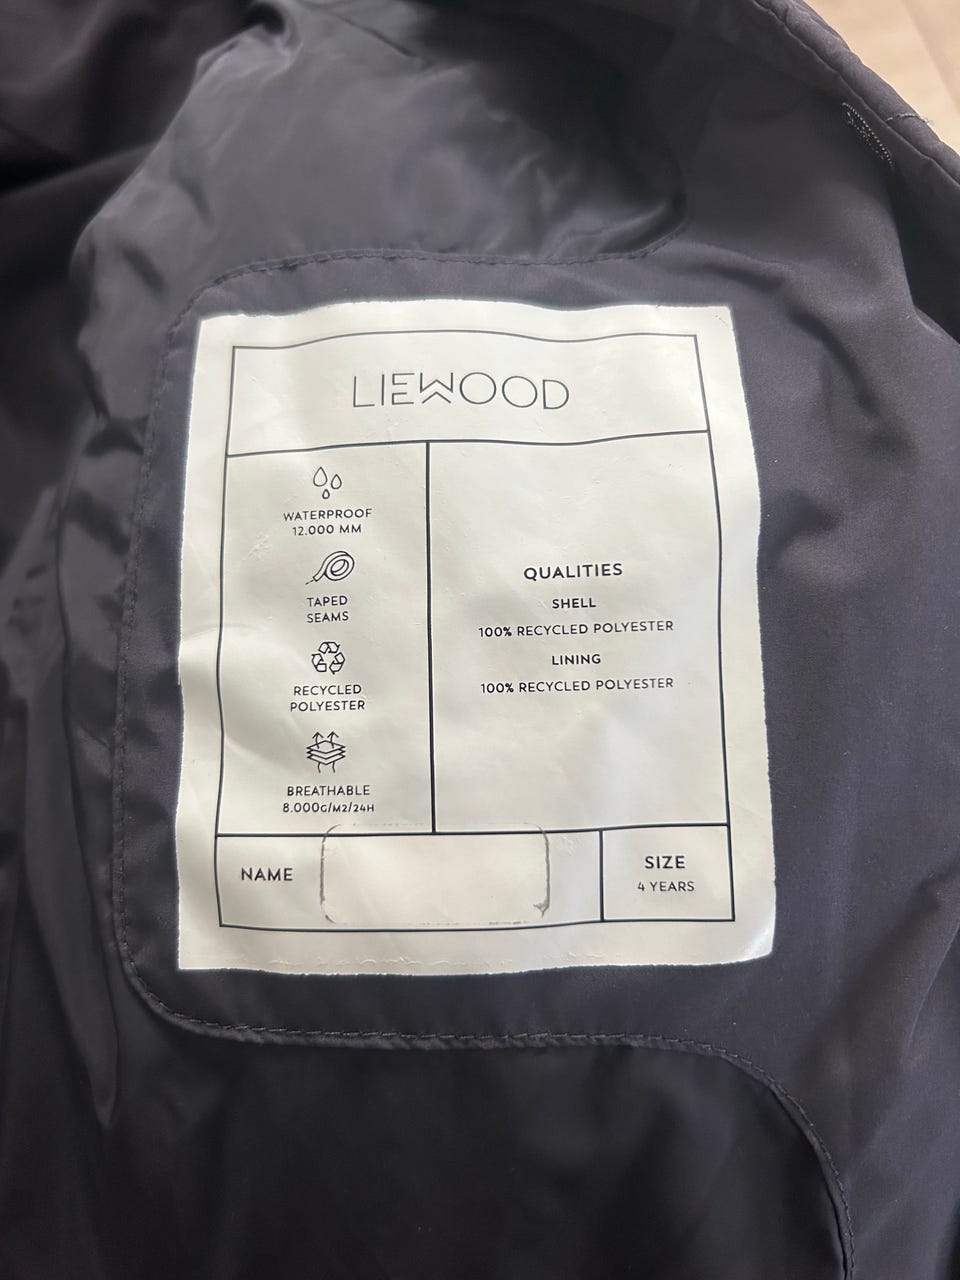 LIEWOOD
WATERPROOF
12.000 MM
TAPED
SEAMS
RECYCLED
POLYESTER
BREATHABLE
8.000G/M2/24H
QUALITIES
SHELL
100% RECYCLED POLYESTER
LINING
100% RECYCLED POLYESTER
NAME
SIZE
4 YEARS